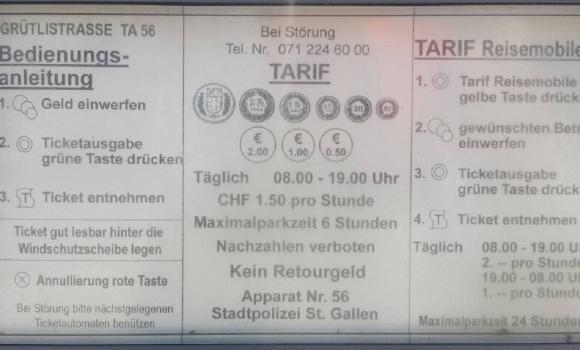 GRÜTLISTRASSE TA 56
Bedienungs-
anleitung
1. Geld einwerfen
2. Ticketausgabe
grüne Taste drücken
3. Ticket entnehmen
Ticket gut lesbar hinter die
Windschutzscheibe legen
Annullierung rote Taste
Bei Störung bitte nächstgelegenen
Ticketautomaten benützen
Bei Störung
Tel. Nr. 071 224 60 00
TARIF
€ 2.00 € 1.00 € 0.50
Täglich 08.00 - 19.00 Uhr
CHF 1.50 pro Stunde
Maximalparkzeit 6 Stunden
Nachzahlen verboten
Kein Retourgeld
Apparat Nr. 56
Stadtpolizei St. Gallen
TARIF Reisemobile
1. Tarif Reisemobile
gelbe Taste drück
2. gewünschten Bet
einwerfen
3. Ticketausgabe
grüne Taste drück
4. T Ticket entnehmen
Täglich 08.00 - 19.00 U
2. -- pro Stunde
19.00 - 08.00 U
1. -- pro Stund
Maximalparkzeit 24 Stunden